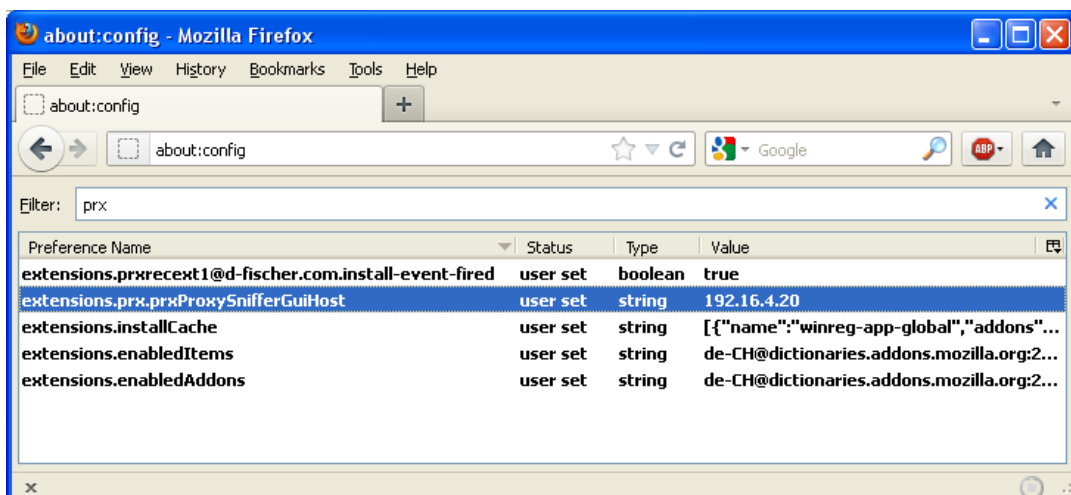 about:config - Mozilla Firefox
File Edit View History Bookmarks Tools Help
about:config +
about:config Google ABP
Filter: prx
Preference Name Status Type Value
extensions.prxrecext1@d-fischer.com.install-event-fired user set boolean true
extensions.prx.prxProxySnifferGuiHost user set string 192.16.4.20
extensions.installCache user set string [{"name":"winreg-app-global","addons"...
extensions.enabledItems user set string de-CH@dictionaries.addons.mozilla.org:2...
extensions.enabledAddons user set string de-CH@dictionaries.addons.mozilla.org:2...
x